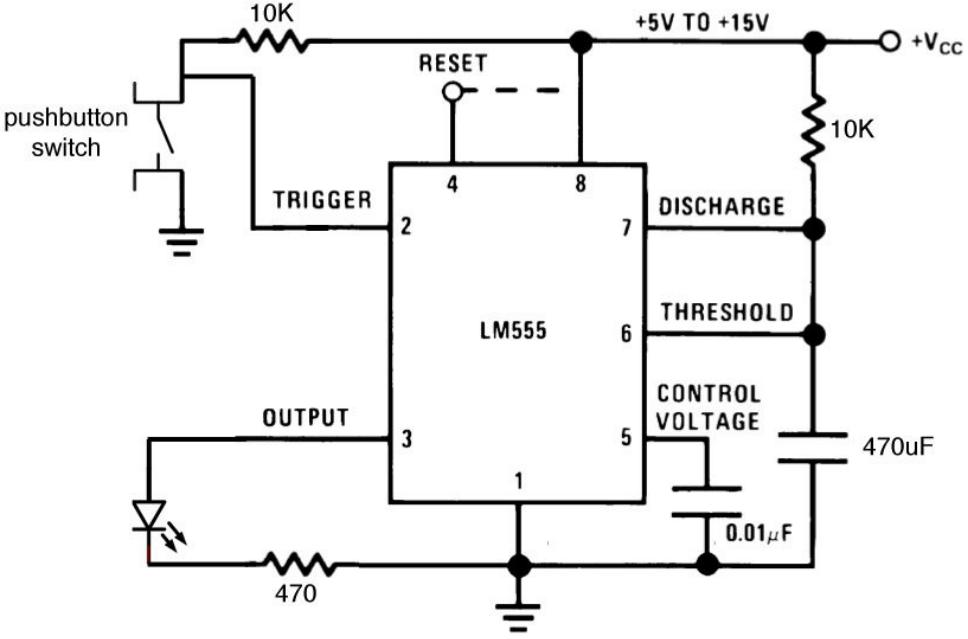 10K
+5V TO +15V
+VCC
RESET
pushbutton
switch
10K
4
8
TRIGGER
2
7
DISCHARGE
LM555
6
THRESHOLD
CONTROL
VOLTAGE
OUTPUT
3
5
470uF
1
0.01µF
470